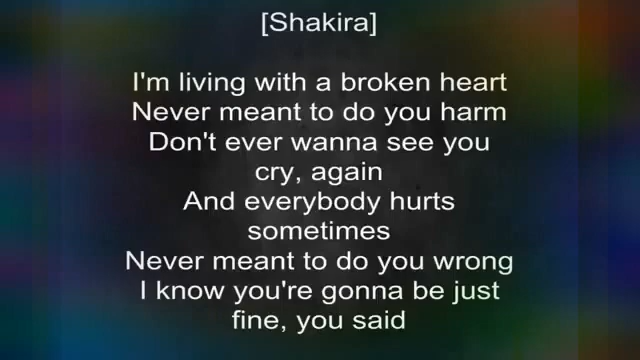 [Shakira]
I'm living with a broken heart
Never meant to do you harm
Don't ever wanna see you
cry, again
And everybody hurts
sometimes
Never meant to do you wrong
I know you're gonna be just
fine, you said